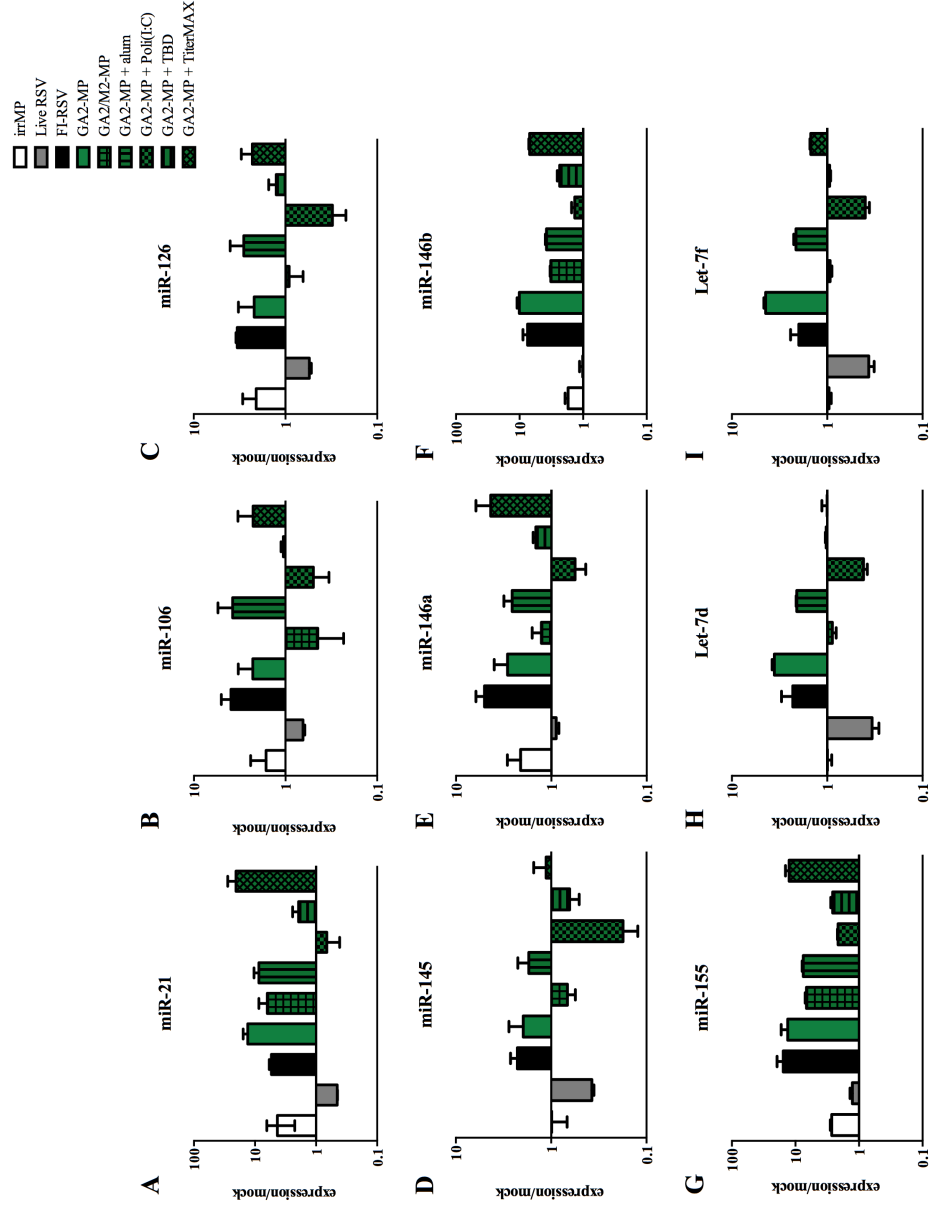 irrMP
Live RSV
FI-RSV
GA2-MP
GA2/M2-MP
GA2-MP + alum
GA2-MP + Poli(I:C)
GA2-MP + TBD
GA2-MP + TiterMAX
A
miR-21
expression/mock
100
10
1
0.1
B
miR-106
expression/mock
10
1
0.1
C
miR-126
expression/mock
10
1
0.1
D
miR-145
expression/mock
10
1
0.1
E
miR-146a
expression/mock
10
1
0.1
F
miR-146b
expression/mock
100
10
1
0.1
G
miR-155
expression/mock
100
10
1
0.1
H
Let-7d
expression/mock
10
1
0.1
I
Let-7f
expression/mock
10
1
0.1